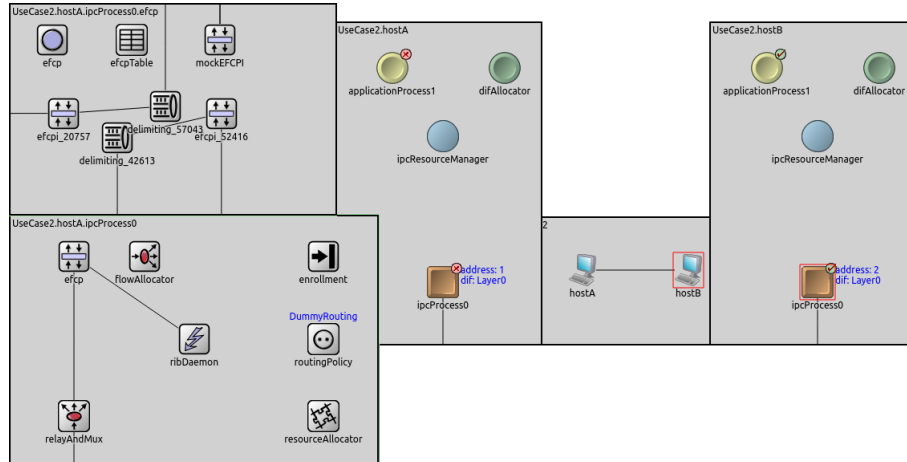 UseCase2.hostA.ipcProcess0.efcp
efcp
efcpTable
mockEFCPI
efcpi_20757
delimiting_57043
efcpi_52416
delimiting_42613
UseCase2.hostA
applicationProcess1
difAllocator
ipcResourceManager
address: 1
dif: Layer0
ipcProcess0
2
hostA
hostB
UseCase2.hostB
applicationProcess1
difAllocator
ipcResourceManager
address: 2
dif: Layer0
ipcProcess0
UseCase2.hostA.ipcProcess0
efcp
flowAllocator
enrollment
ribDaemon
DummyRouting
routingPolicy
relayAndMux
resourceAllocator